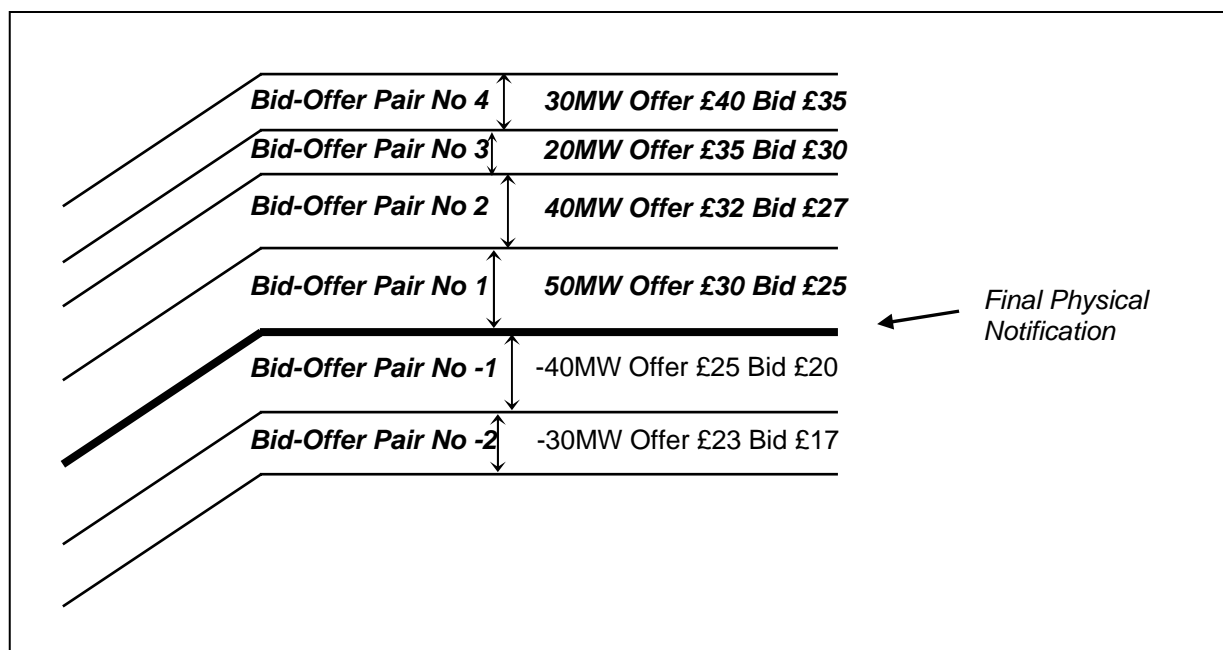 Bid-Offer Pair No 4 30MW Offer £40 Bid £35
Bid-Offer Pair No 3 20MW Offer £35 Bid £30
Bid-Offer Pair No 2 40MW Offer £32 Bid £27
Bid-Offer Pair No 1 50MW Offer £30 Bid £25
Final Physical
Notification
Bid-Offer Pair No -1 -40MW Offer £25 Bid £20
Bid-Offer Pair No -2 -30MW Offer £23 Bid £17